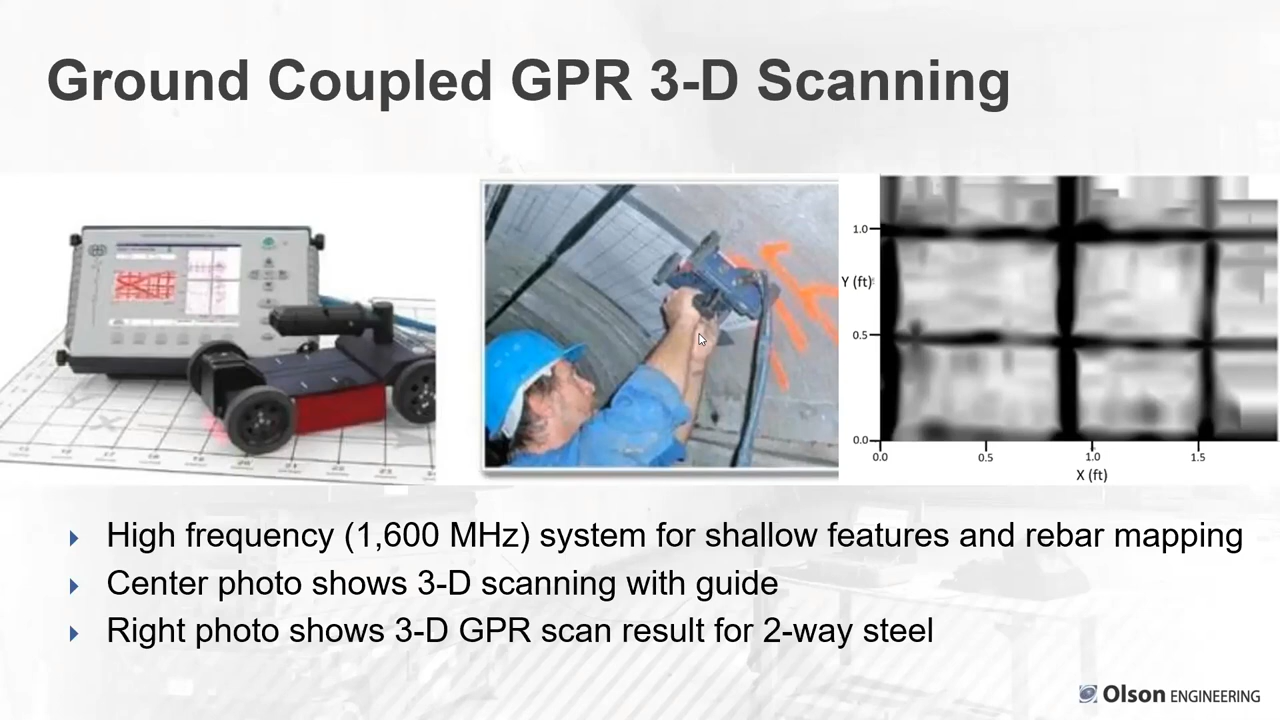 Ground Coupled GPR 3-D Scanning
1.0
Y (ft)
0.5
0.0
0.0 0.5 1.0 1.5
X (ft)
High frequency (1,600 MHz) system for shallow features and rebar mapping
Center photo shows 3-D scanning with guide
Right photo shows 3-D GPR scan result for 2-way steel
Olson ENGINEERING